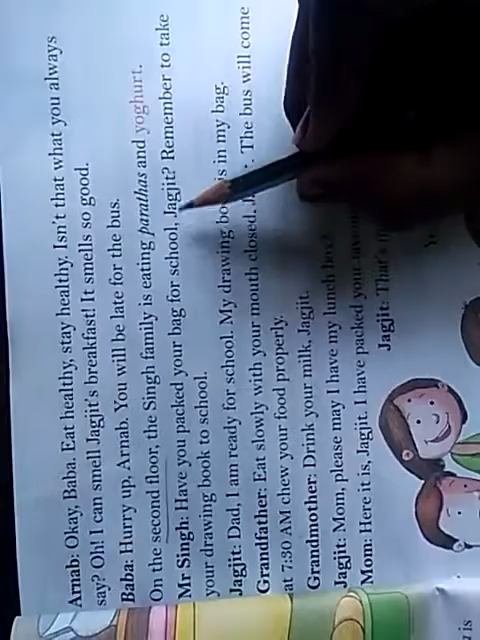 Arnab: Okay, Baba. Eat healthy, stay healthy. Isn't that what you always
say? Oh! I can smell Jagjit's breakfast! It smells so good.
Baba: Hurry up, Arnab. You will be late for the bus.
On the second floor, the Singh family is eating parathas and yoghurt.
Mr Singh: Have you packed your bag for school, Jagjit? Remember to take
your drawing book to school.
Jagjit: Dad, I am ready for school. My drawing is in my bag.
Grandfather: Eat slowly with your mouth closed. The bus will come
at 7:30 AM chew your food properly.
Grandmother: Drink your milk, Jagjit.
Jagjit: Mom, please may I have my lunch box?
Mom: Here it is, Jagjit. I have packed your
Jagjit: That's
is